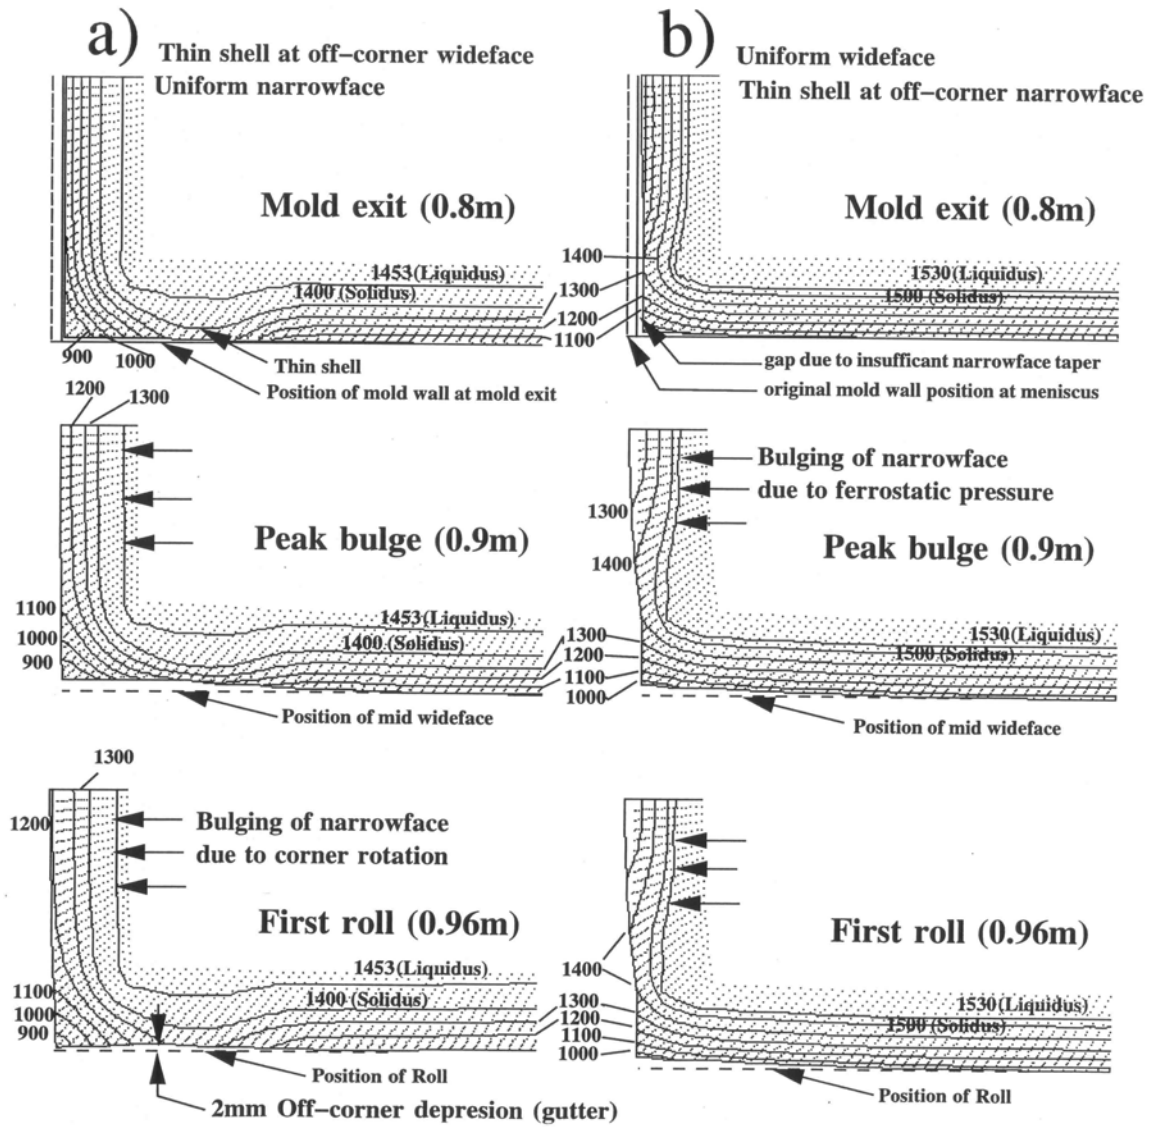 a)
Thin shell at off-corner wideface
Uniform narrowface
Mold exit (0.8m)
1453(Liquidus)
1400 (Solidus)
1400
1300
1200
1100
900
1000
Thin shell
Position of mold wall at mold exit
b)
Uniform wideface
Thin shell at off-corner narrowface
Mold exit (0.8m)
1530(Liquidus)
1500 (Solidus)
gap due to insufficant narrowface taper
original mold wall position at meniscus
1200
1300
Peak bulge (0.9m)
1100
1000
900
1453(Liquidus)
1400 (Solidus)
1300
1200
1100
1000
Position of mid wideface
Bulging of narrowface
due to ferrostatic pressure
1300
1400
Peak bulge (0.9m)
1530(Liquidus)
1500(Solidus)
Position of mid wideface
1300
1200
Bulging of narrowface
due to corner rotation
First roll (0.96m)
1100
1000
900
1453(Liquidus)
1400 (Solidus)
Position of Roll
2mm Off-corner depresion (gutter)
First roll (0.96m)
1400
1300
1200
1100
1000
1530(Liquidus)
1500 (Solidus)
Position of Roll